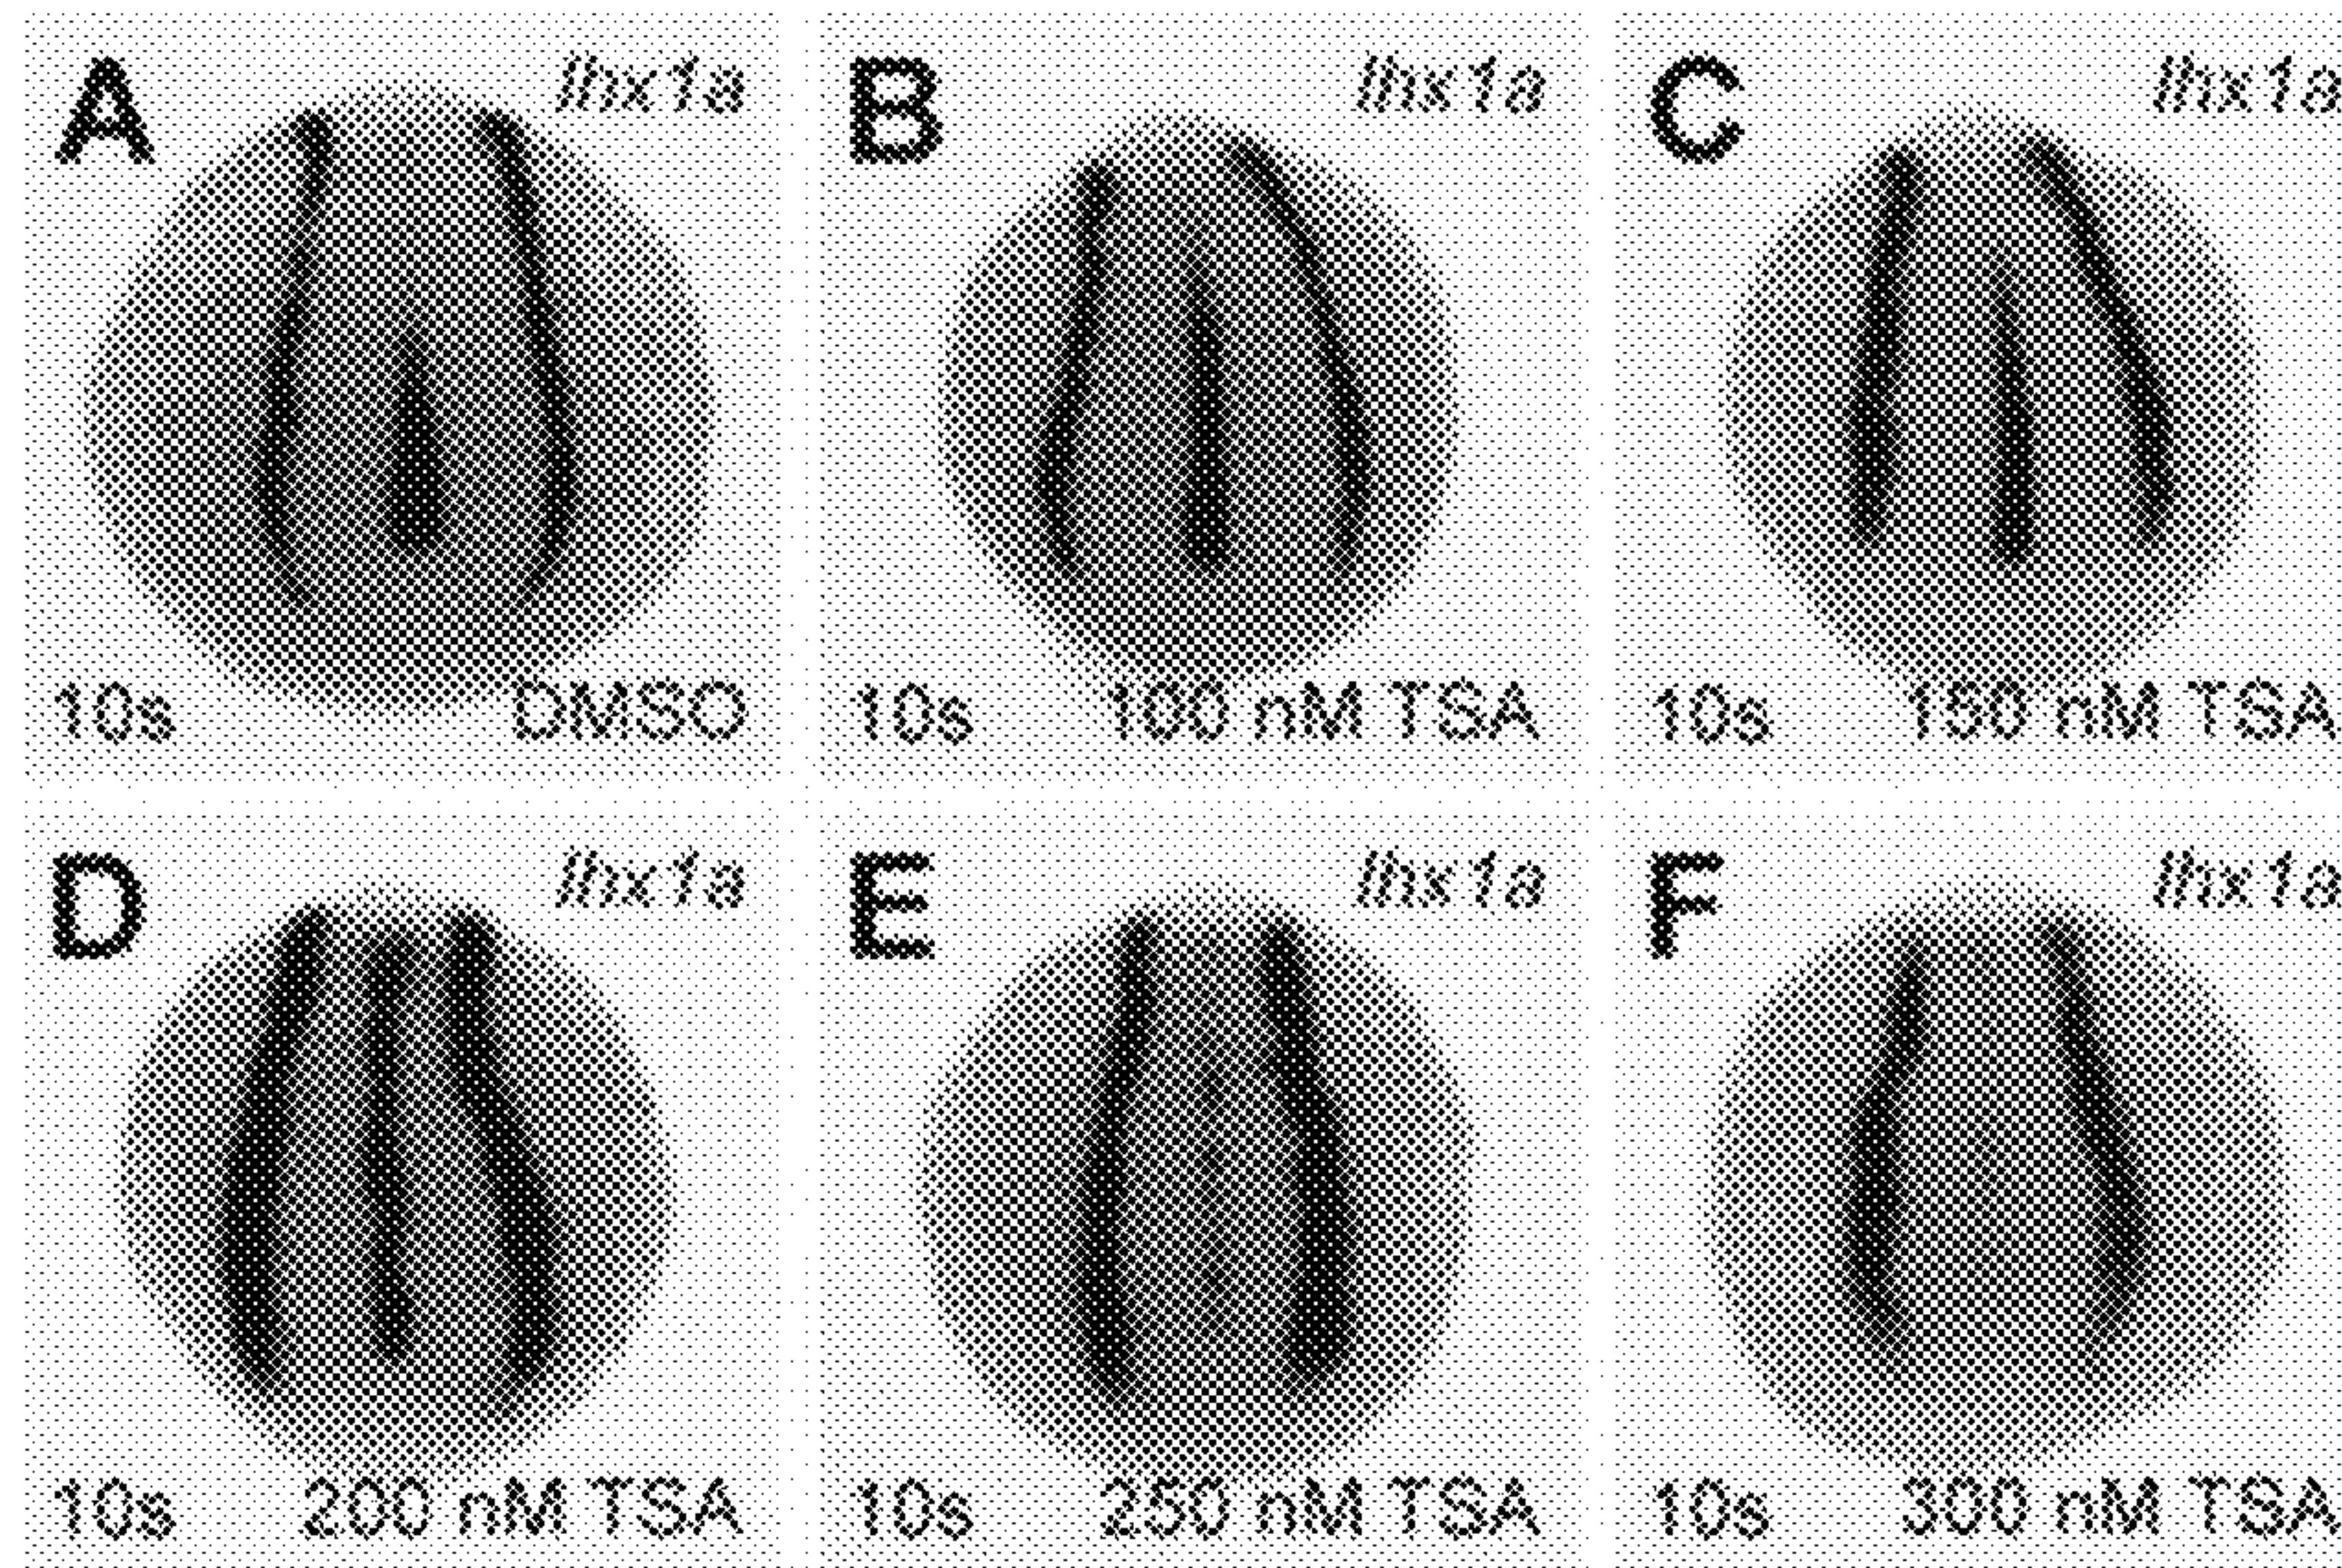 A lhx1a
10s DMSO
B lhx1a
10s 100 nM TSA
C lhx1a
10s 150 nM TSA
D lhx1a
10s 200 nM TSA
E lhx1a
10s 250 nM TSA
F lhx1a
10s 300 nM TSA